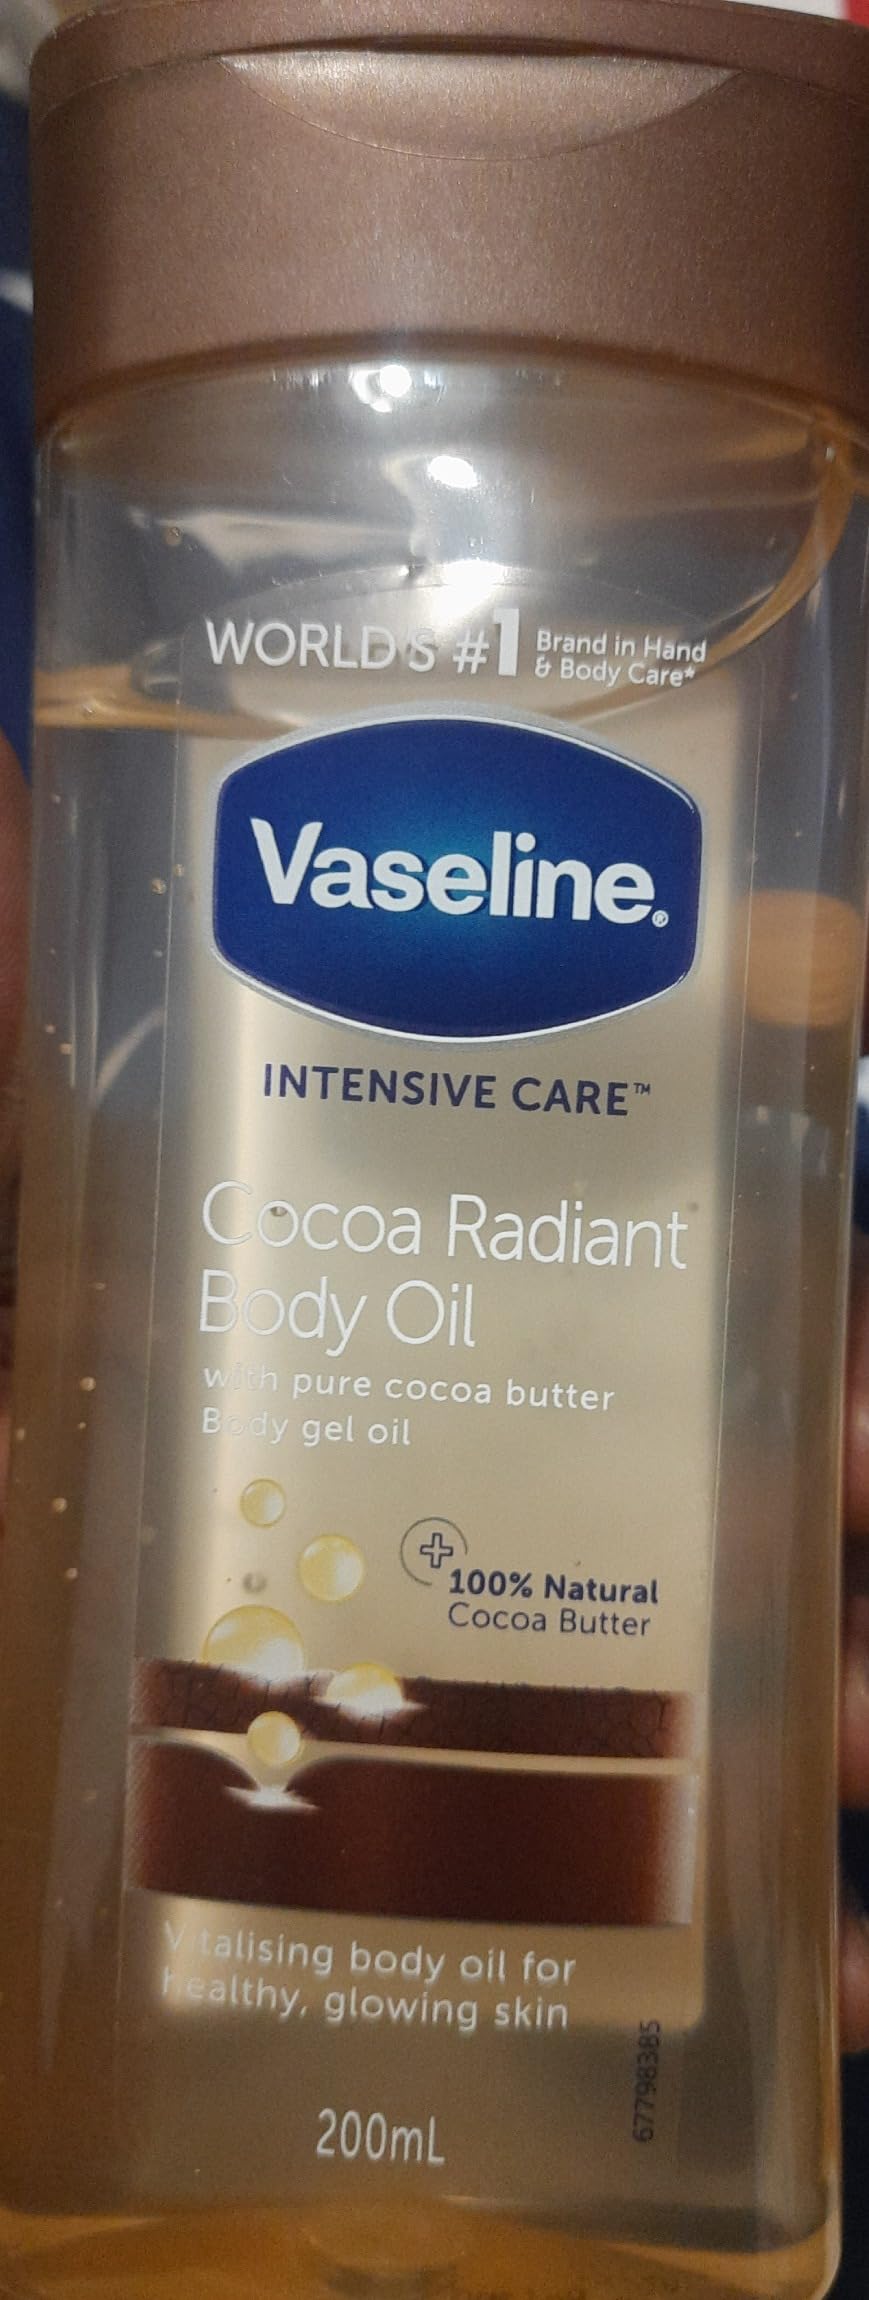 WORLD'S #1 Brand in Hand
& Body Care*
Vaseline®
INTENSIVE CARE™
Cocoa Radiant
Body Oil
with pure cocoa butter
Body gel oil
100% Natural
Cocoa Butter
Vitalising body oil for
healthy, glowing skin
67798385
200mL